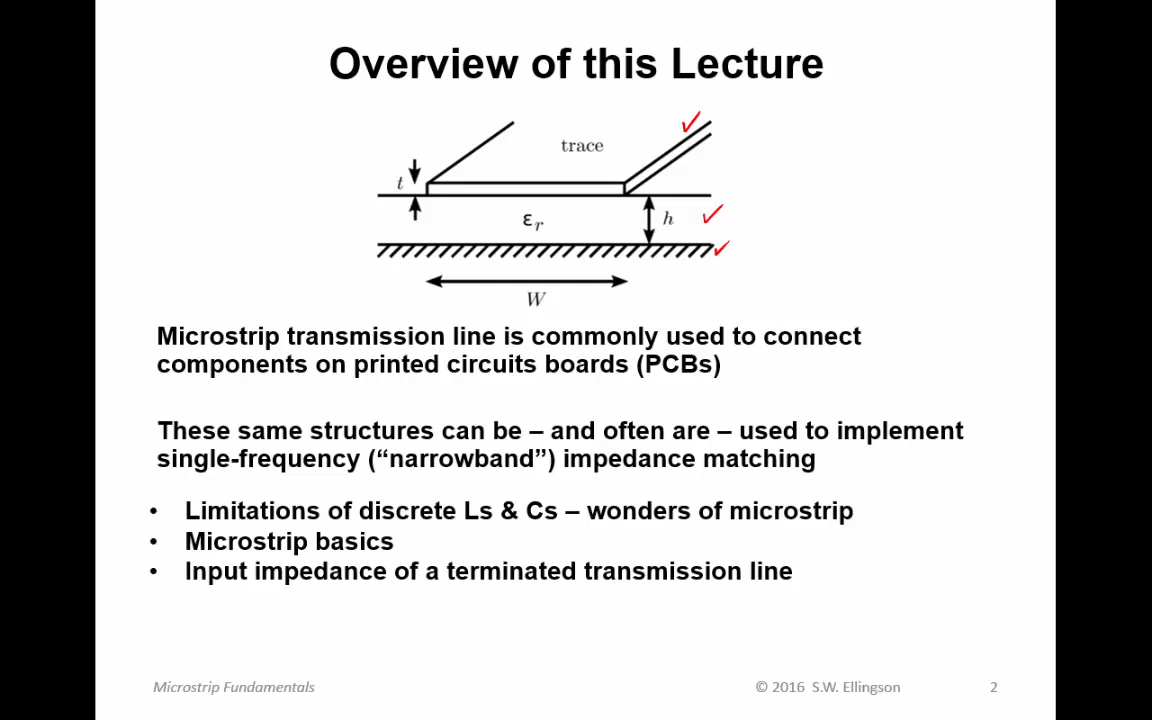 Overview of this Lecture
trace
t
εr
h
W
Microstrip transmission line is commonly used to connect
components on printed circuits boards (PCBs)
These same structures can be – and often are – used to implement
single-frequency (“narrowband”) impedance matching
• Limitations of discrete Ls & Cs – wonders of microstrip
• Microstrip basics
• Input impedance of a terminated transmission line
Microstrip Fundamentals
© 2016 S.W. Ellingson
2